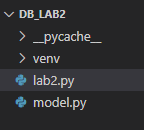 DB_LAB2
__pycache__
venv
lab2.py
model.py